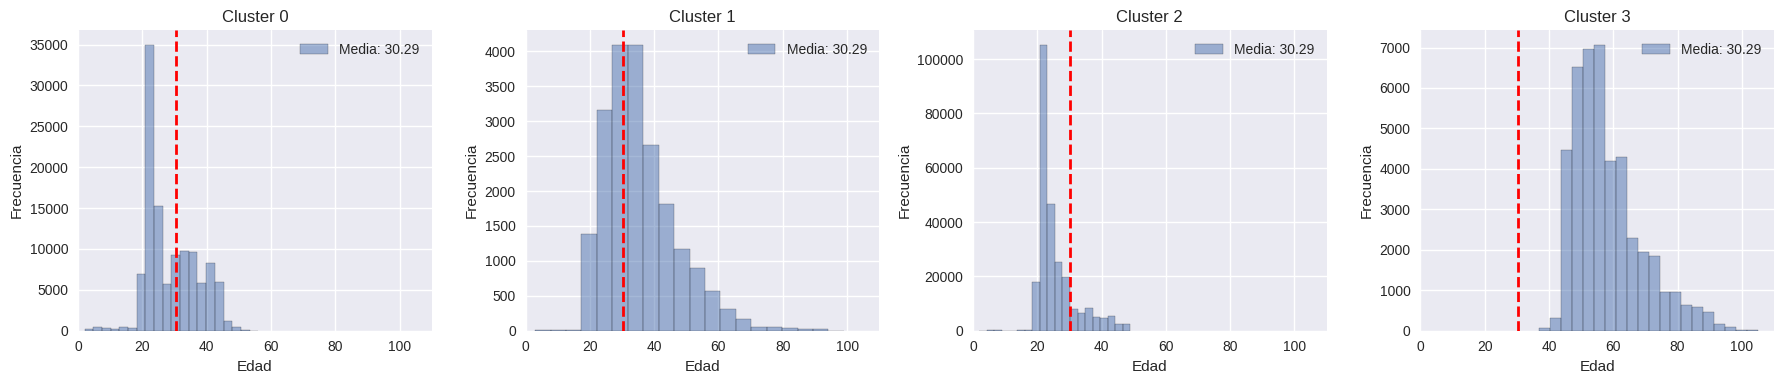 Cluster 0
Frecuencia
35000
30000
25000
20000
15000
10000
5000
0
Media: 30.29
0 20 40 60 80 100
Edad
Cluster 1
Frecuencia
4000
3500
3000
2500
2000
1500
1000
500
0
Media: 30.29
0 20 40 60 80 100
Edad
Cluster 2
Frecuencia
100000
80000
60000
40000
20000
0
Media: 30.29
0 20 40 60 80 100
Edad
Cluster 3
Frecuencia
7000
6000
5000
4000
3000
2000
1000
0
Media: 30.29
0 20 40 60 80 100
Edad